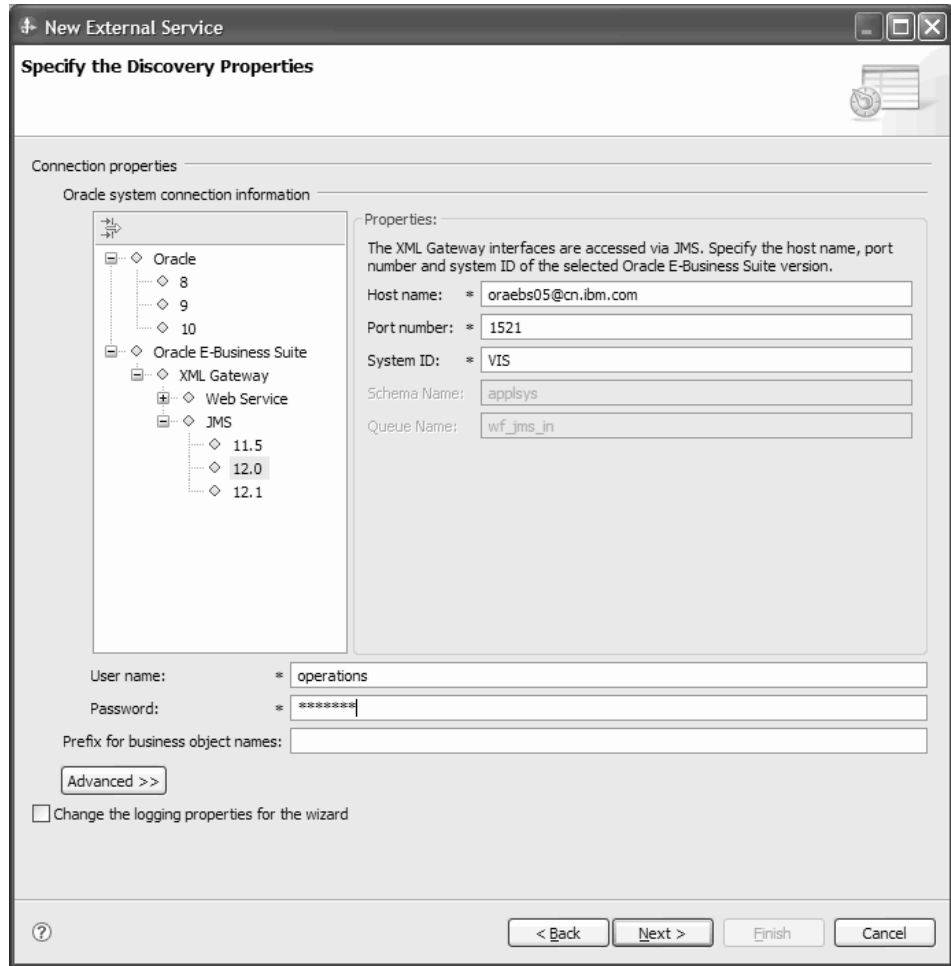 New External Service
Specify the Discovery Properties
Connection properties
Oracle system connection information
Oracle
8
9
10
Oracle E-Business Suite
XML Gateway
Web Service
JMS
11.5
12.0
12.1
Properties:
The XML Gateway interfaces are accessed via JMS. Specify the host name, port
number and system ID of the selected Oracle E-Business Suite version.
Host name: * oraebs05@cn.ibm.com
Port number: * 1521
System ID: * VIS
Schema Name: applsys
Queue Name: wf_jms_in
User name: * operations
Password: * *******
Prefix for business object names:
Advanced >>
Change the logging properties for the wizard
? < Back Next > Finish Cancel